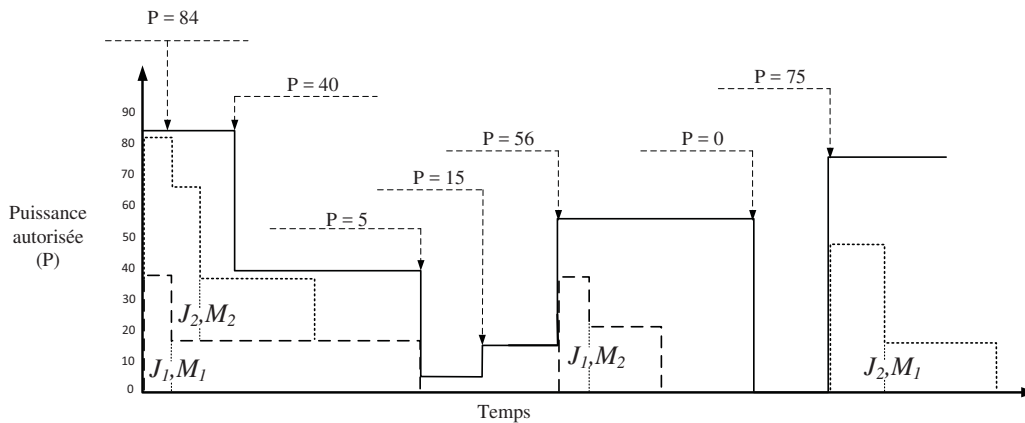 P = 84
P = 40
P = 75
P = 56
P = 0
P = 15
P = 5
Puissance
autorisée
(P)
90
80
70
60
50
40
30
20
10
0
J2,M2
J1,M1
J1,M2
J2,M1
Temps